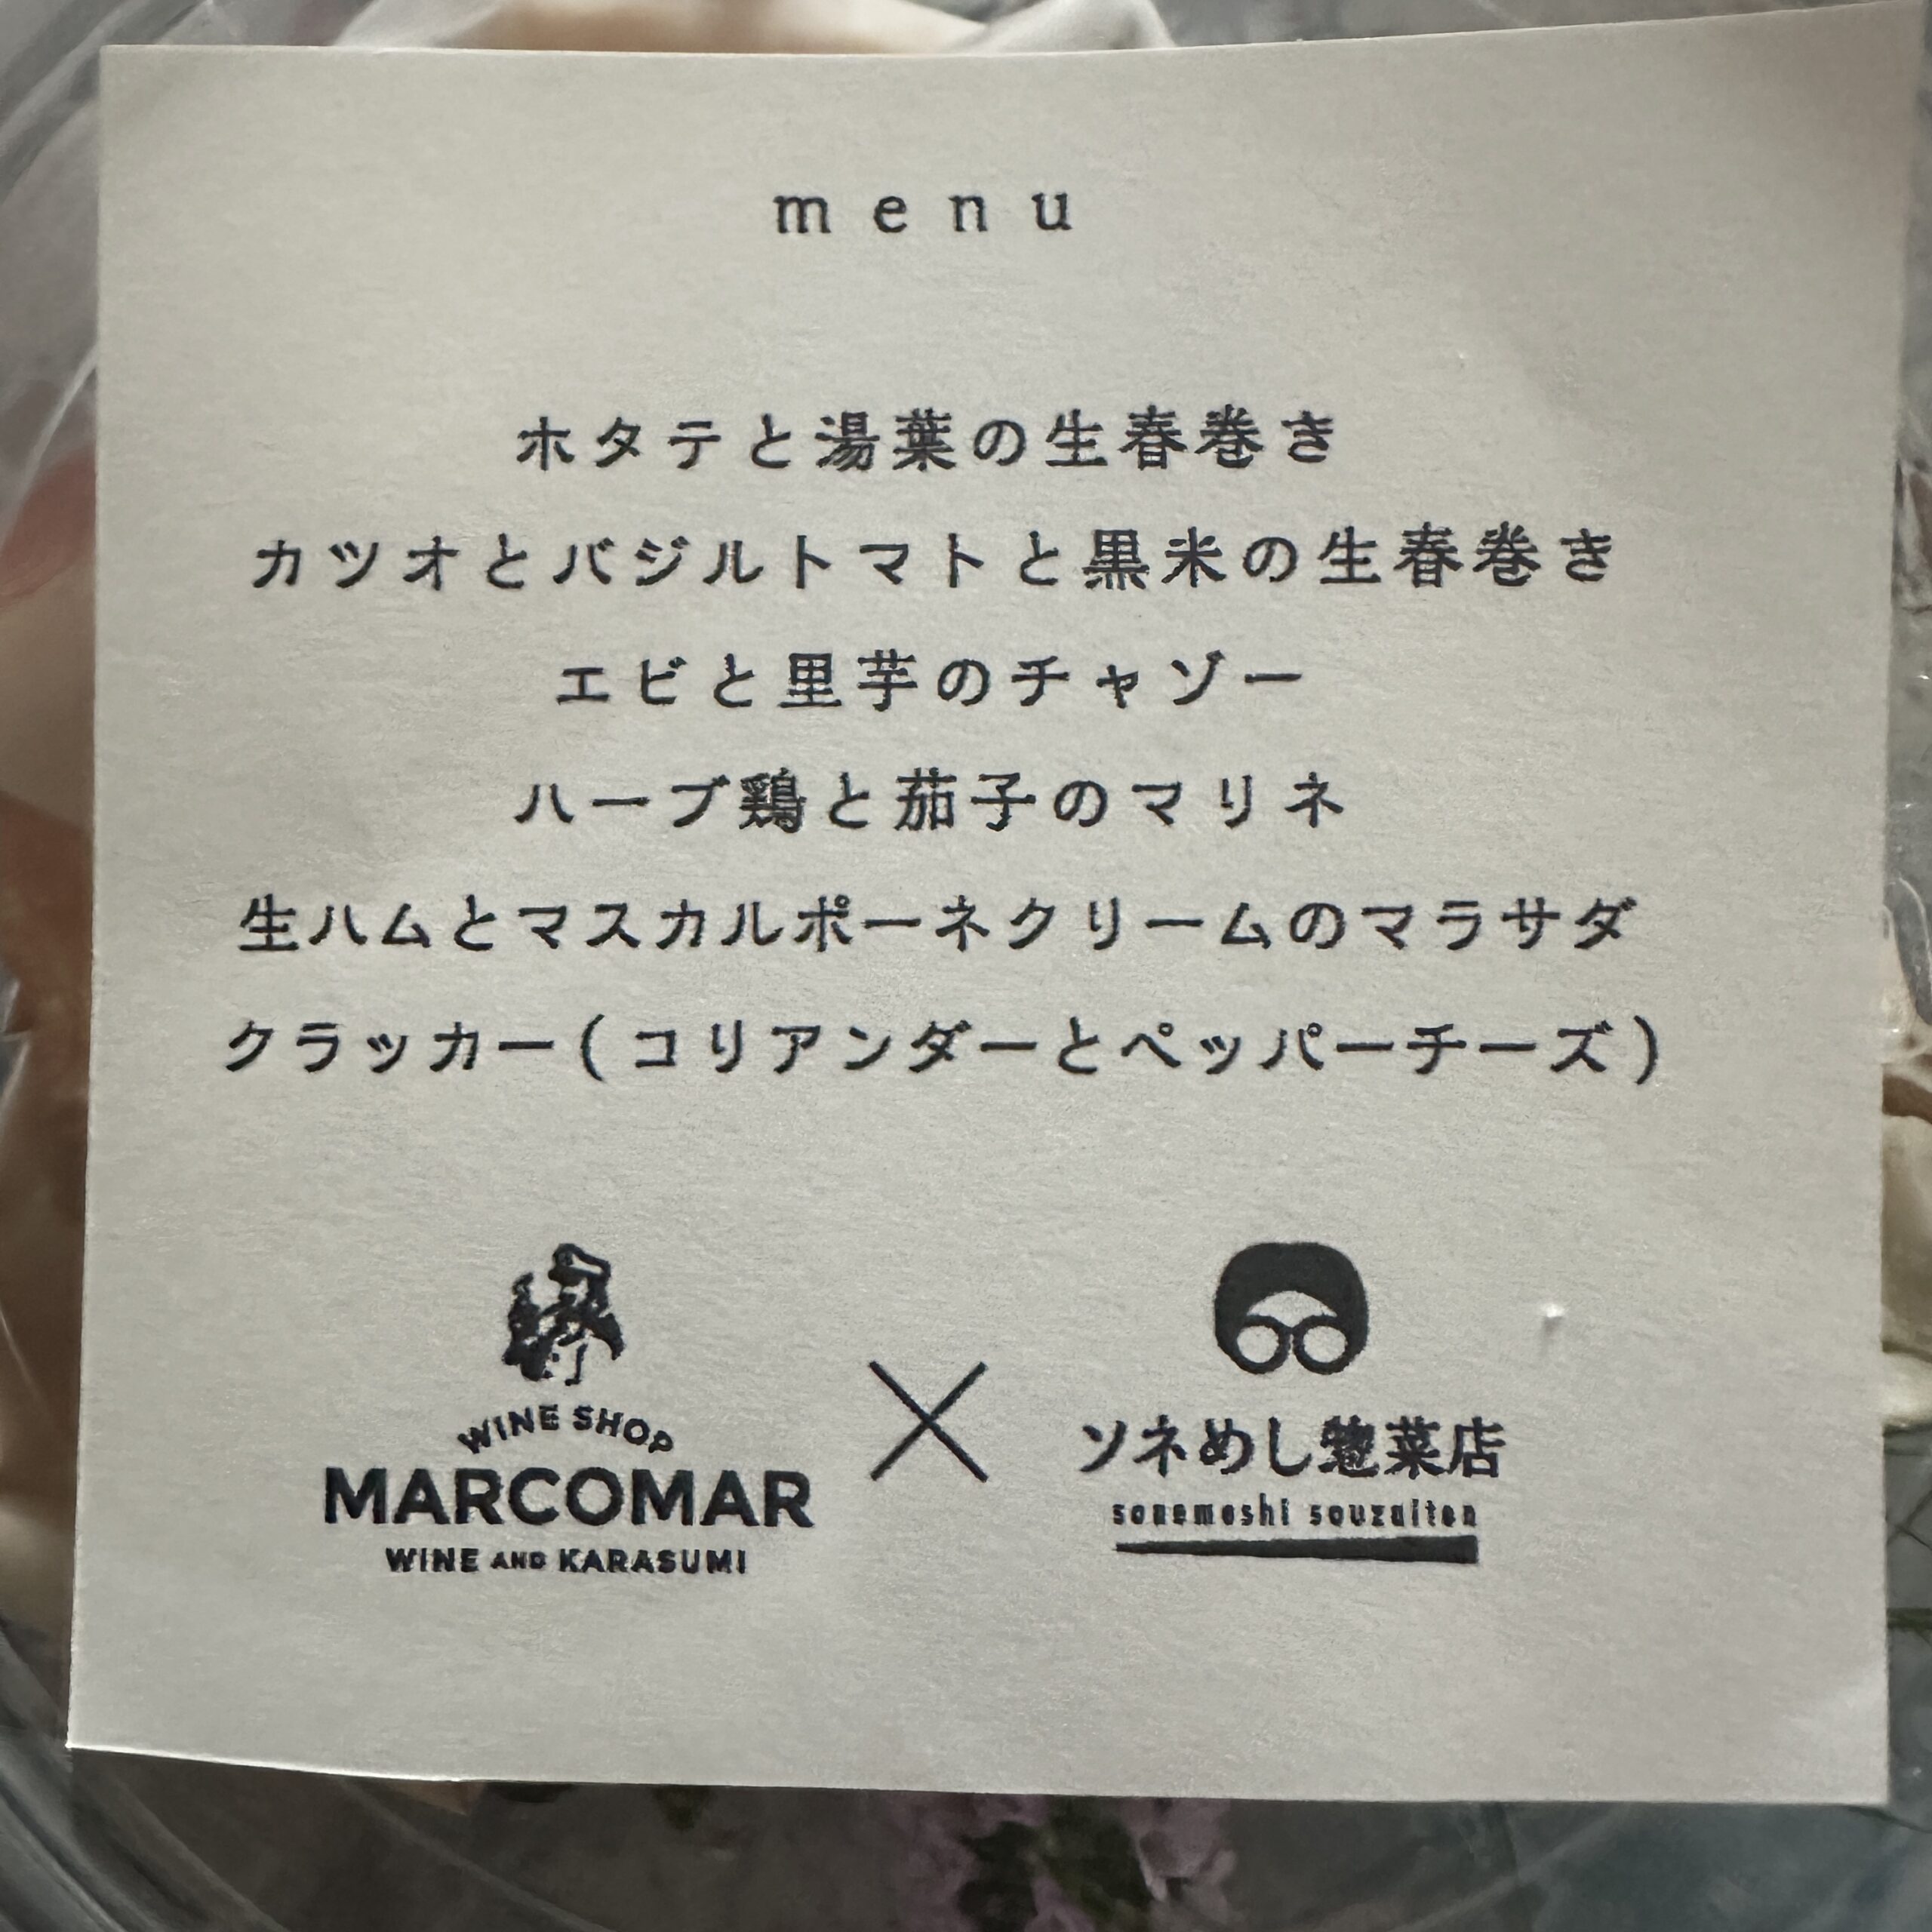 menu
ホタテと湯葉の生春巻き
カツオとバジルトマトと黒米の生春巻き
エビと里芋のチャゾー
ハーブ鶏と茄子のマリネ
生ハムとマスカルポーネクリームのマラサダ
クラッカー(コリアンダーとペッパーチーズ)
WINE SHOP
MARCOMAR
WINE AND KARASUMI
×
ソネめし惣菜店
sonemeshi souzaiten